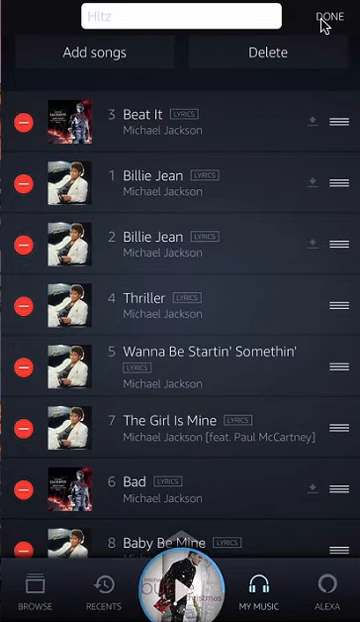 Hitz
DONE
Add songs
Delete
3 Beat It LYRICS
Michael Jackson
1 Billie Jean LYRICS
Michael Jackson
2 Billie Jean LYRICS
Michael Jackson
4 Thriller LYRICS
Michael Jackson
5 Wanna Be Startin' Somethin'
LYRICS
Michael Jackson
7 The Girl Is Mine LYRICS
Michael Jackson [feat. Paul McCartney]
6 Bad LYRICS
Michael Jackson
8 Baby Be Mine LYRICS
christmas
BROWSE
RECENTS
MY MUSIC
ALEXA